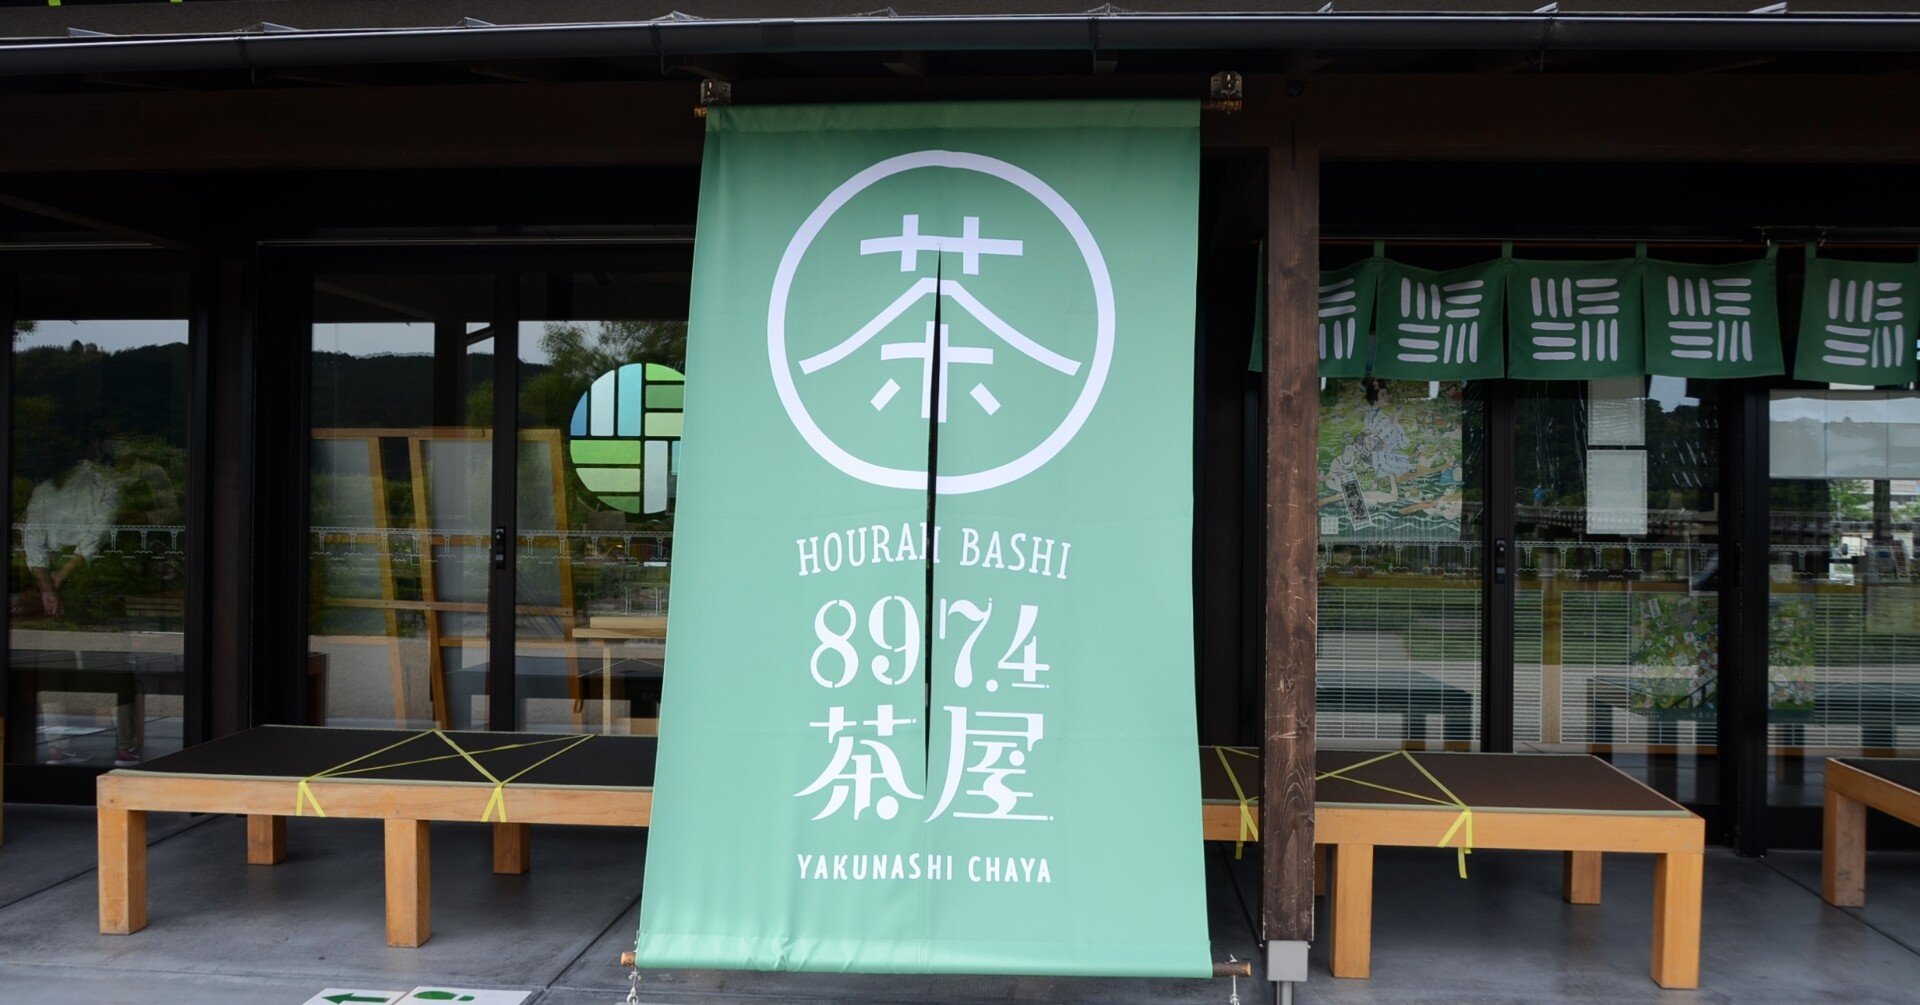 茶
HOURAI BASHI
897.4
茶屋
YAKUNASHI CHAYA